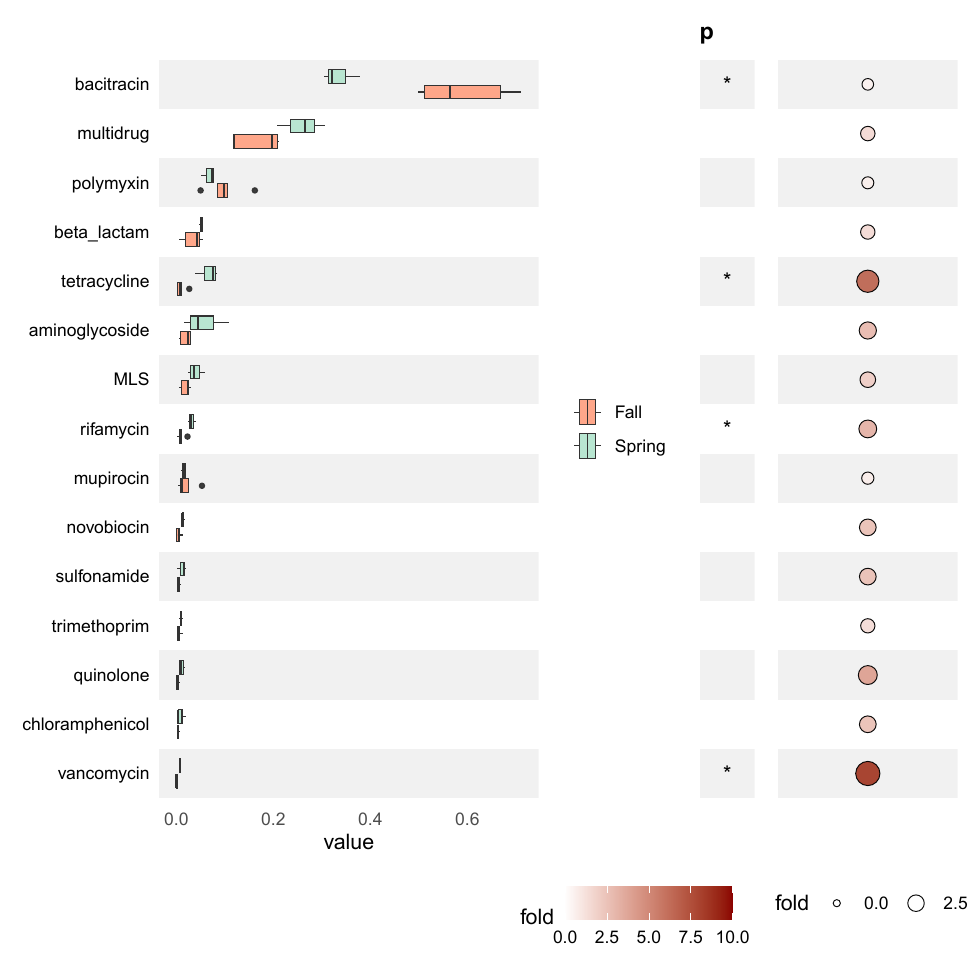 p
bacitracin *
multidrug
polymyxin
beta_lactam
tetracycline *
aminoglycoside
MLS
Fall
rifamycin *
Spring
mupirocin
novobiocin
sulfonamide
trimethoprim
quinolone
chloramphenicol
vancomycin *
0.0 0.2 0.4 0.6
value
fold 0.0 2.5 5.0 7.5 10.0
fold 0.0 2.5